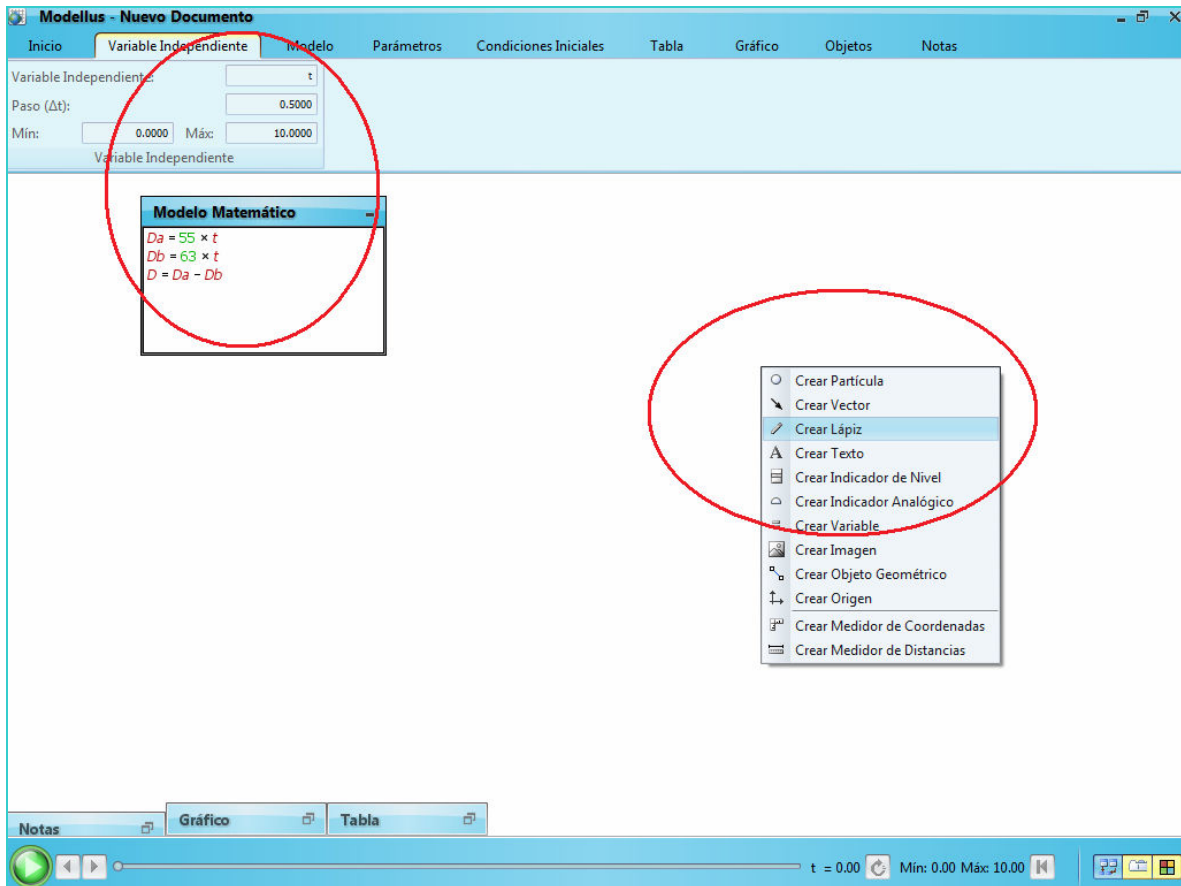 Modellus - Nuevo Documento
Inicio Variable Independiente Modelo Parámetros Condiciones Iniciales Tabla Gráfico Objetos Notas
Variable Independiente: t
Paso (Δt): 0.5000
Mín: 0.0000 Máx: 10.0000
Variable Independiente
Modelo Matemático
Da = 55 × t
Db = 63 × t
D = Da − Db
Crear Partícula
Crear Vector
Crear Lápiz
A Crear Texto
Crear Indicador de Nivel
Crear Indicador Analógico
Crear Variable
Crear Imagen
Crear Objeto Geométrico
Crear Origen
Crear Medidor de Coordenadas
Crear Medidor de Distancias
Notas Gráfico Tabla
t = 0.00 Mín: 0.00 Máx: 10.00